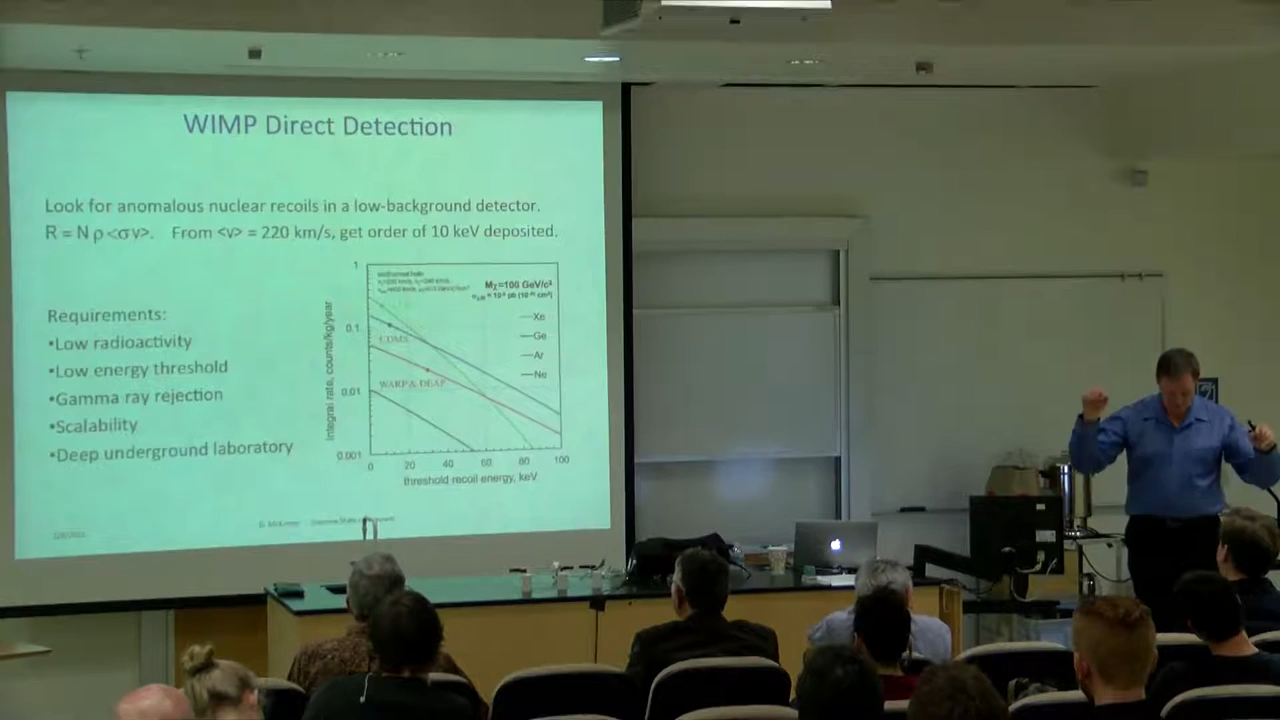 WIMP Direct Detection
Look for anomalous nuclear recoils in a low-background detector.
R = N ρ <σ v>. From <v> = 220 km/s, get order of 10 keV deposited.
Requirements:
•Low radioactivity
•Low energy threshold
•Gamma ray rejection
•Scalability
•Deep underground laboratory
integral rate, counts/kg/year
1
0.1
0.01
0.001
Mχ=100 GeV/c²
Xe
Ge
Ar
Ne
CDMS
WARP & DEAP
0 20 40 60 80 100
threshold recoil energy, keV